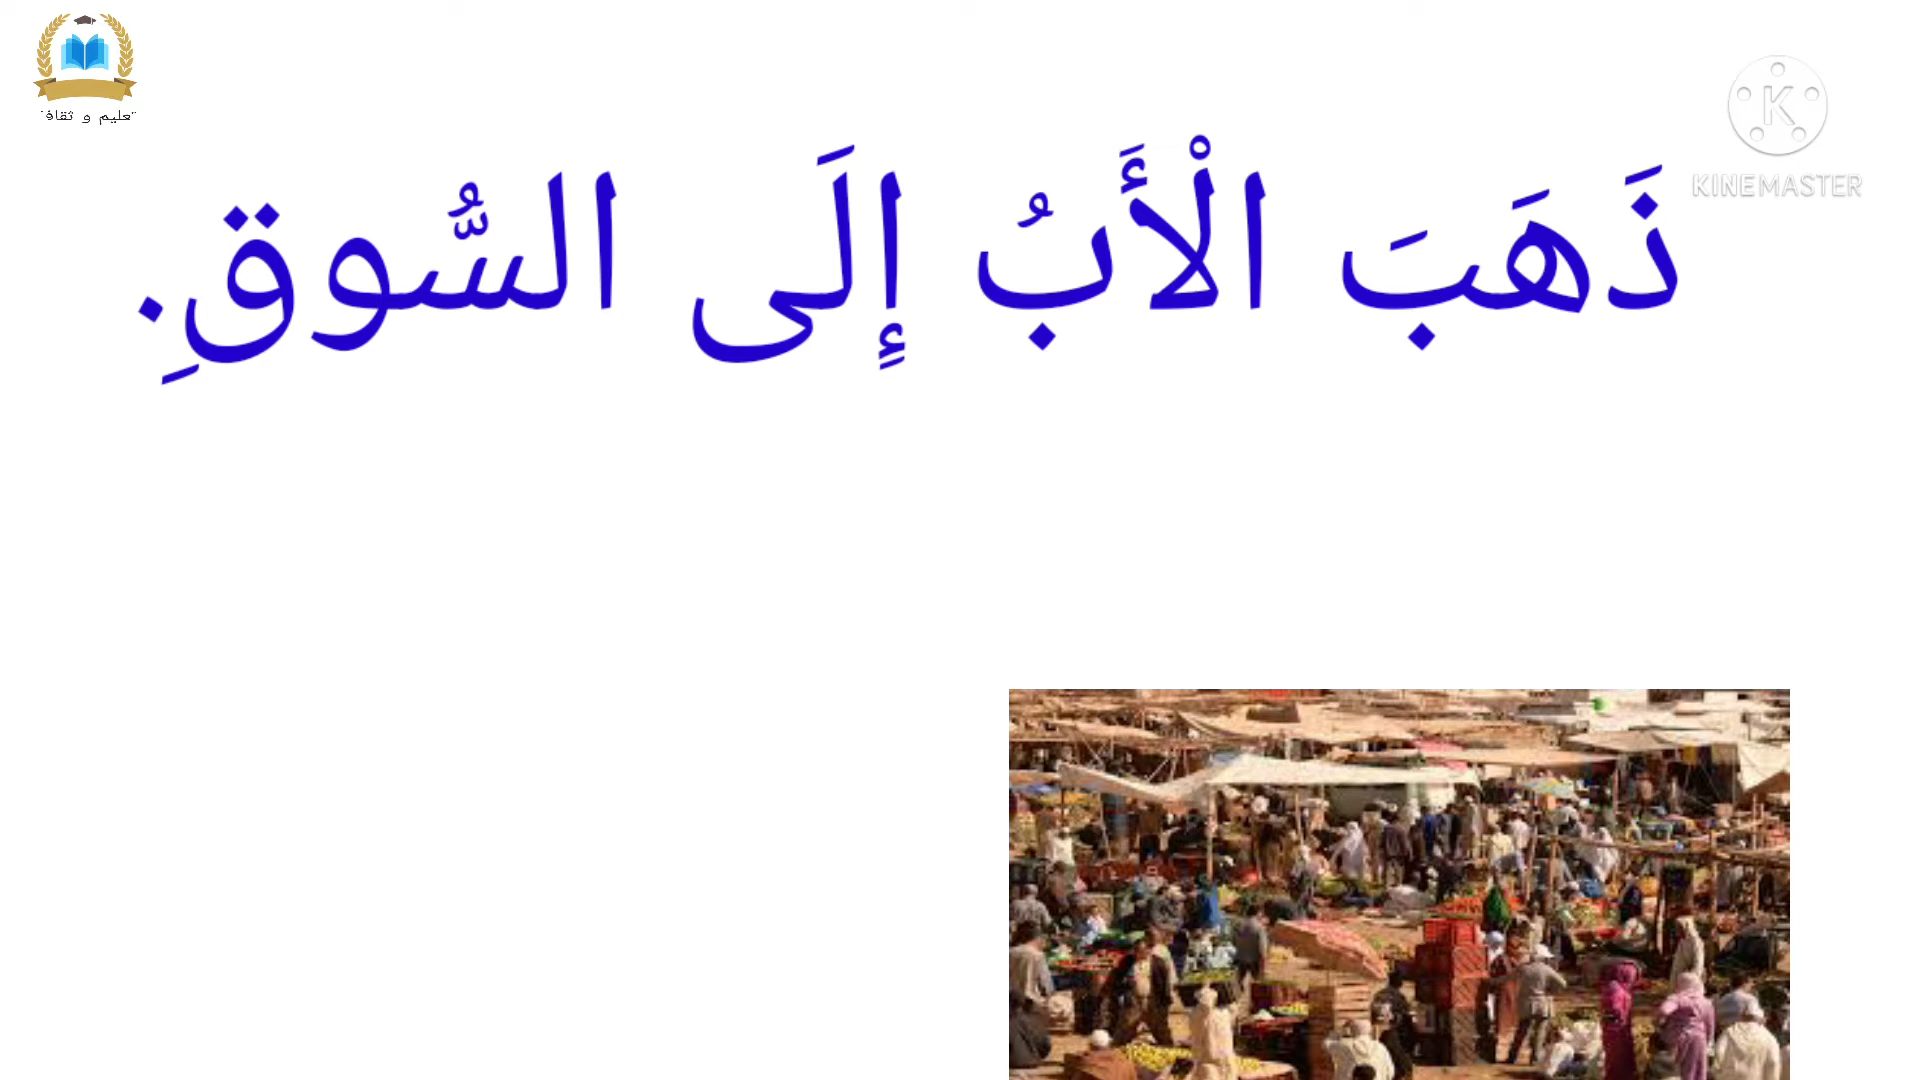 تعليم و ثقافة
KINEMASTER
ذَهَبَ الْأَبُ إِلَى السُّوقِ.